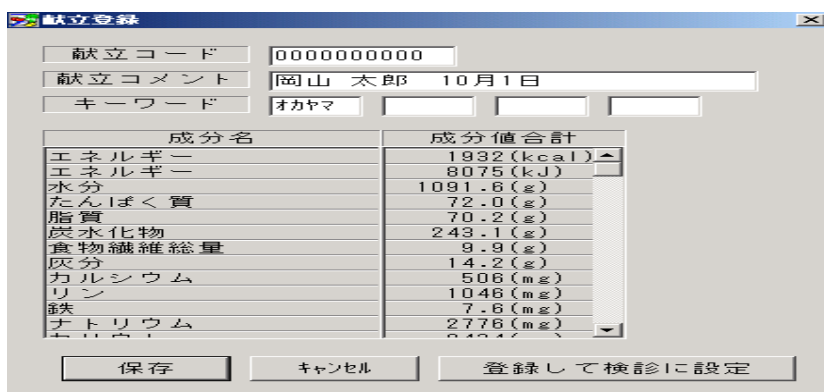 献立登録
献立コード 0000000000
献立コメント 岡山 太郎 10月1日
キーワード オカヤマ
成分名 成分値合計
エネルギー 1932(kcal)
エネルギー 8075(kJ)
水分 1091.6(g)
たんぱく質 72.0(g)
脂質 70.2(g)
炭水化物 243.1(g)
食物繊維総量 9.9(g)
灰分 14.2(g)
カルシウム 506(mg)
リン 1046(mg)
鉄 7.6(mg)
ナトリウム 2776(mg)
保存 キャンセル 登録して検診に設定